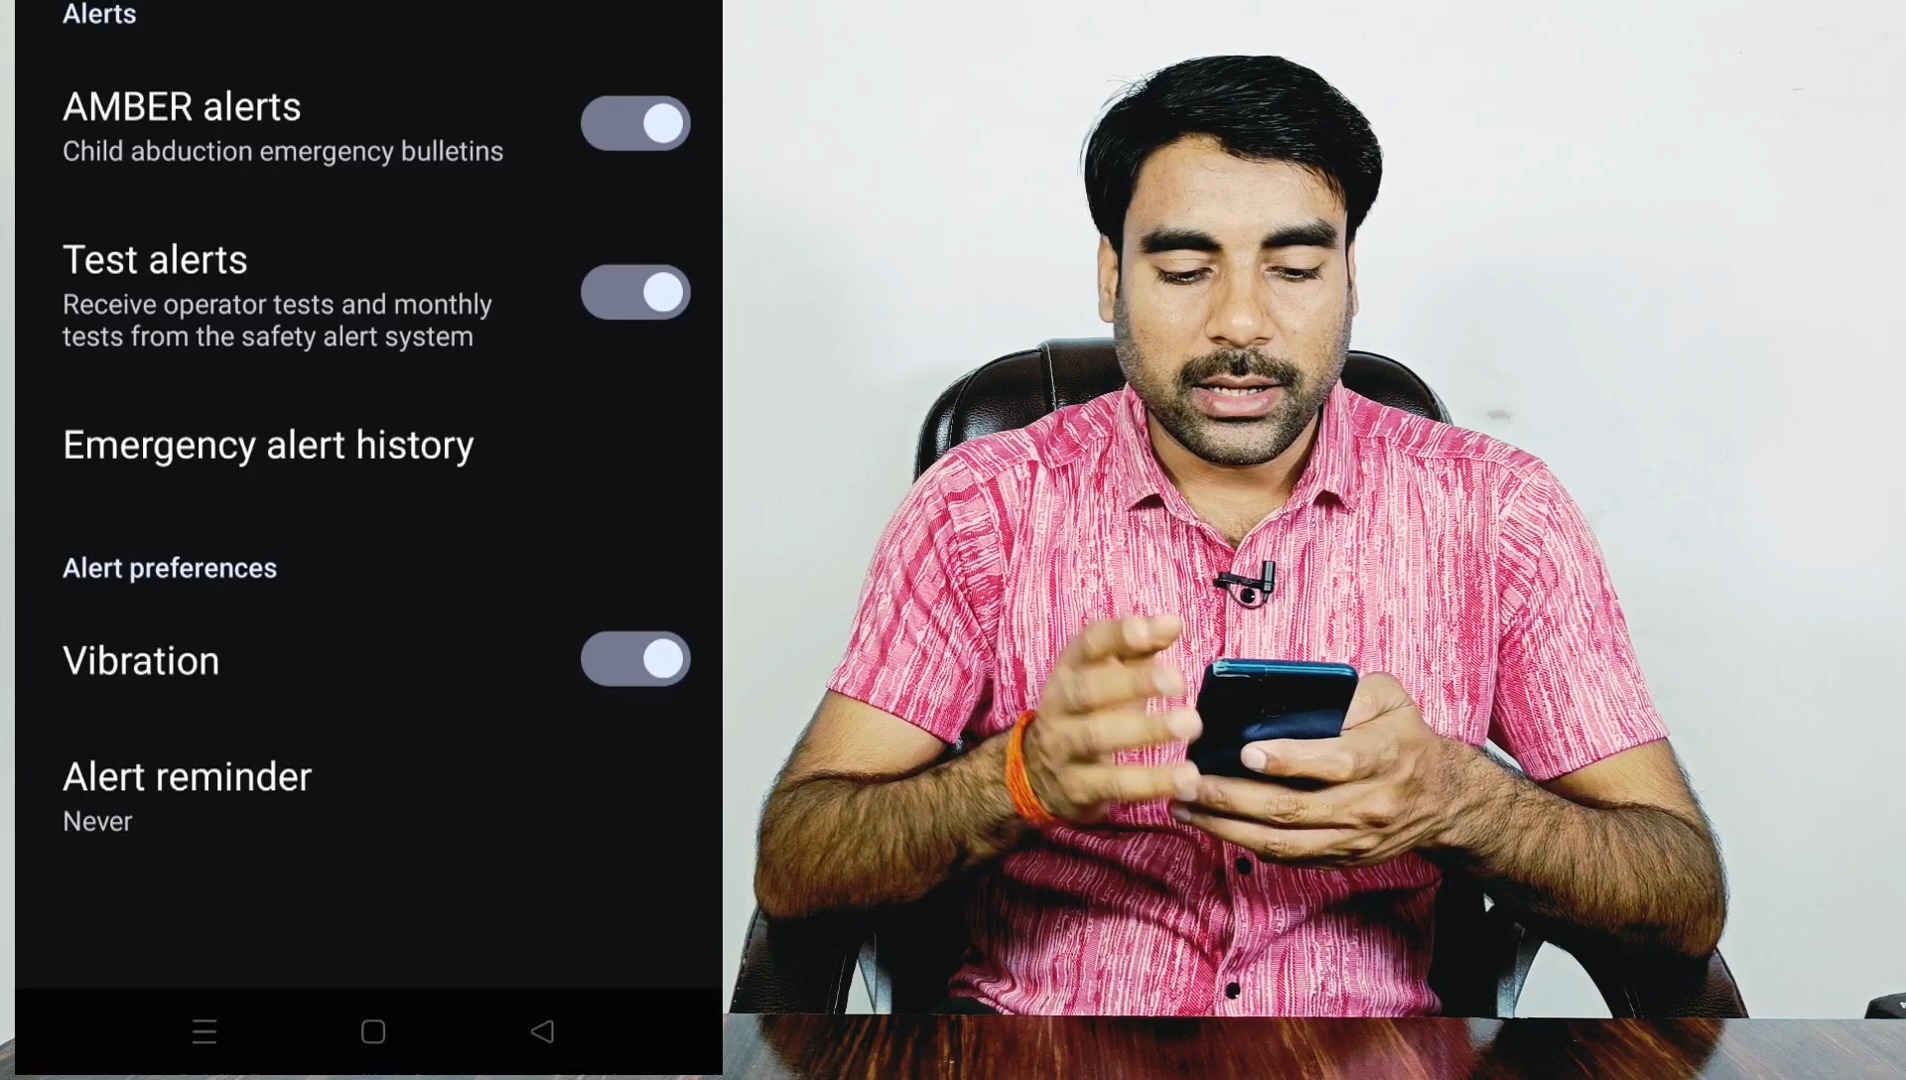 Alerts
AMBER alerts
Child abduction emergency bulletins
Test alerts
Receive operator tests and monthly
tests from the safety alert system
Emergency alert history
Alert preferences
Vibration
Alert reminder
Never